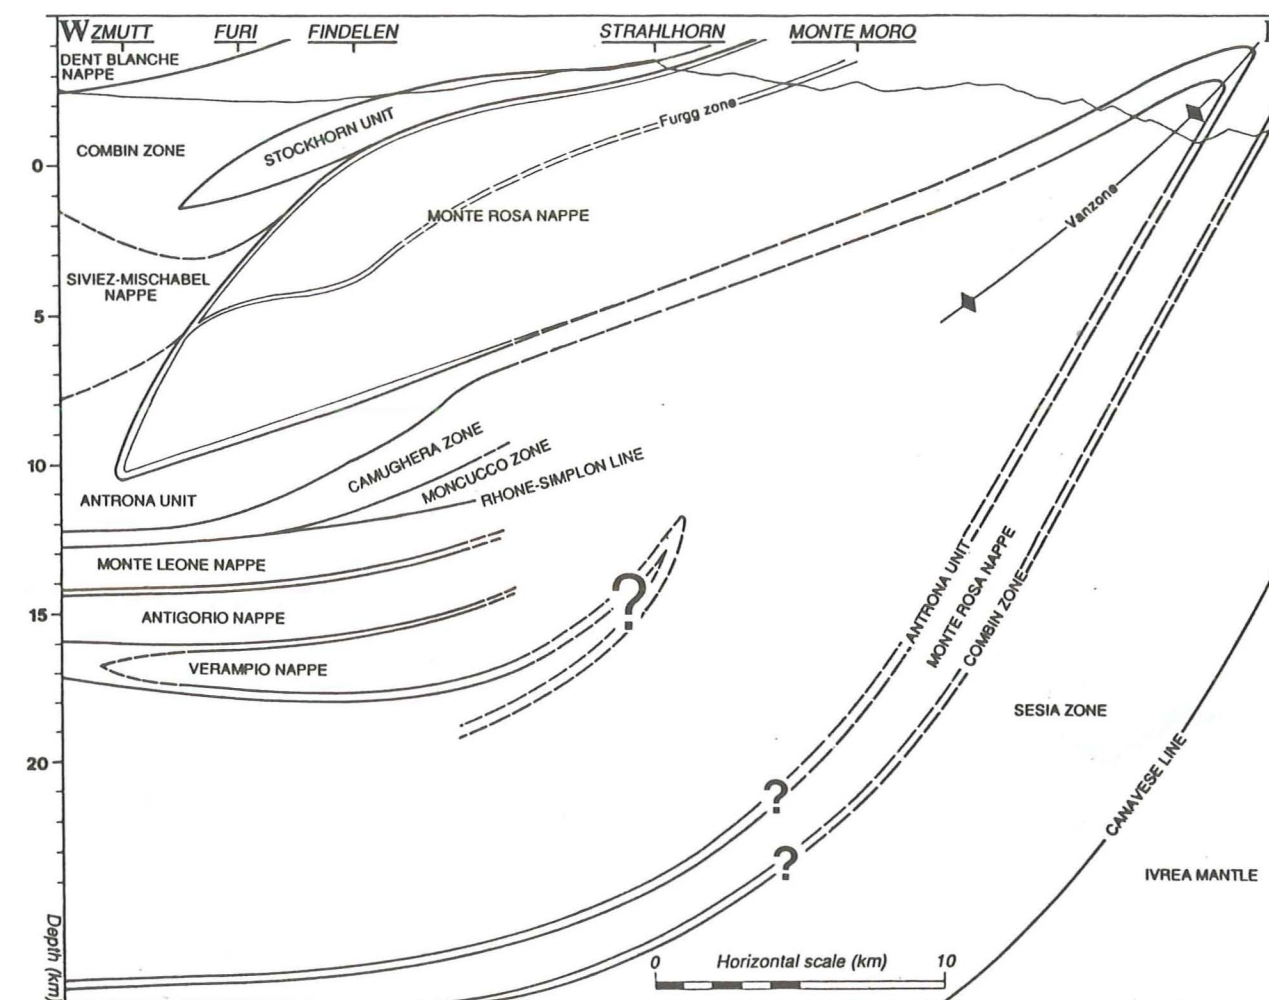 W
ZMUTT
FURI
FINDELEN
STRAHLHORN
MONTE MORO
DENT BLANCHE
NAPPE
STOCKHORN UNIT
Furgg zone
COMBIN ZONE
0
MONTE ROSA NAPPE
Vanzone
SIVIEZ-MISCHABEL
NAPPE
5
CAMUGHERA ZONE
MONCUCCO ZONE
RHONE-SIMPLON LINE
10
ANTRONA UNIT
MONTE LEONE NAPPE
?
ANTIGORIO NAPPE
15
VERAMPIO NAPPE
ANTRONA UNIT
MONTE ROSA NAPPE
COMBIN ZONE
SESIA ZONE
20
?
?
CANAVESE LINE
IVREA MANTLE
Depth (km)
0 Horizontal scale (km) 10